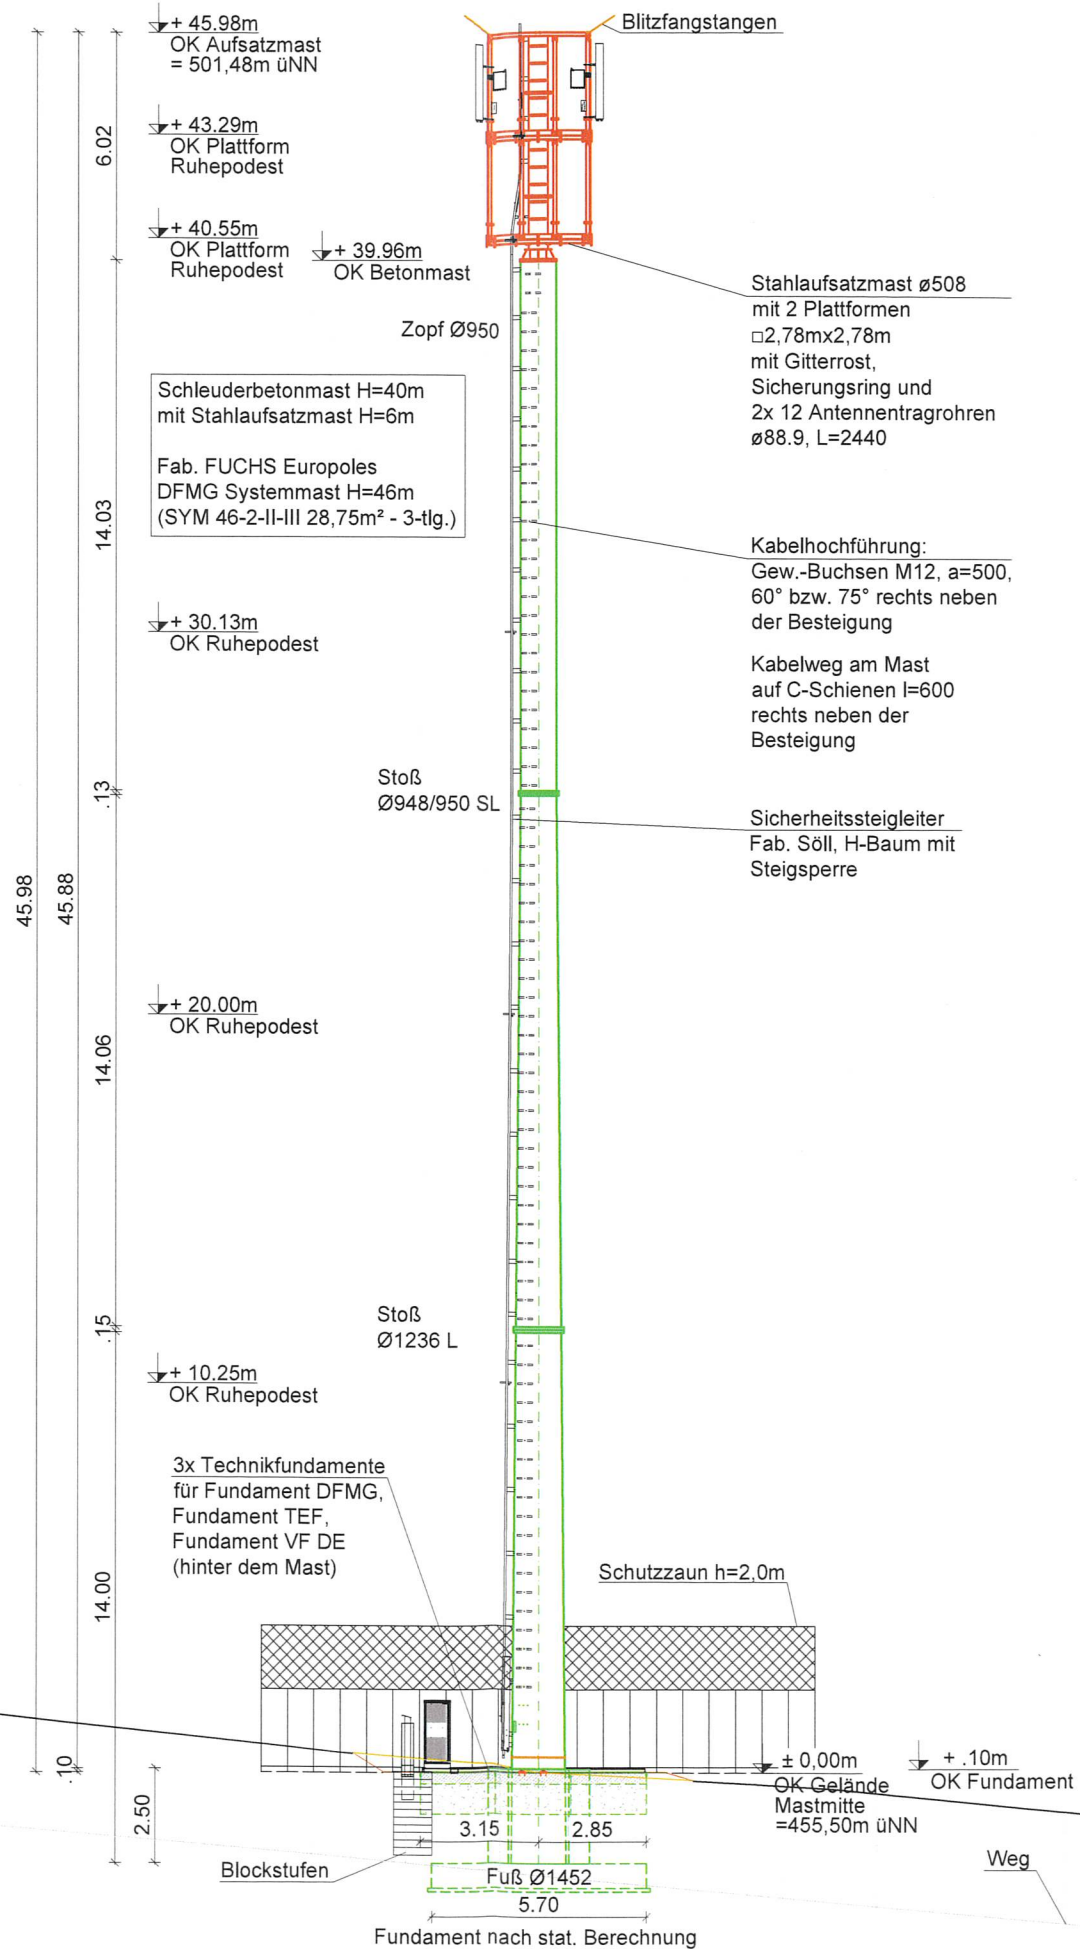 Blitzfangstangen
+ 45.98m
OK Aufsatzmast
= 501,48m üNN
+ 43.29m
OK Plattform
Ruhepodest
+ 40.55m
OK Plattform
Ruhepodest
+ 39.96m
OK Betonmast
Zopf Ø950
Stahlaufsatzmast ø508
mit 2 Plattformen
□2,78mx2,78m
mit Gitterrost,
Sicherungsring und
2x 12 Antennentragrohren
ø88.9, L=2440
Schleuderbetonmast H=40m
mit Stahlaufsatzmast H=6m
Fab. FUCHS Europoles
DFMG Systemmast H=46m
(SYM 46-2-II-III 28,75m² - 3-tlg.)
Kabelhochführung:
Gew.-Buchsen M12, a=500,
60° bzw. 75° rechts neben
der Besteigung
Kabelweg am Mast
auf C-Schienen l=600
rechts neben der
Besteigung
+ 30.13m
OK Ruhepodest
Stoß
Ø948/950 SL
Sicherheitssteigleiter
Fab. Söll, H-Baum mit
Steigsperre
+ 20.00m
OK Ruhepodest
Stoß
Ø1236 L
+ 10.25m
OK Ruhepodest
3x Technikfundamente
für Fundament DFMG,
Fundament TEF,
Fundament VF DE
(hinter dem Mast)
Schutzzaun h=2,0m
6.02
14.03
.13
45.98
45.88
14.06
.15
14.00
.10
2.50
± 0,00m
OK Gelände
Mastmitte
=455,50m üNN
+ .10m
OK Fundament
3.15
2.85
Blockstufen
Fuß Ø1452
Weg
5.70
Fundament nach stat. Berechnung